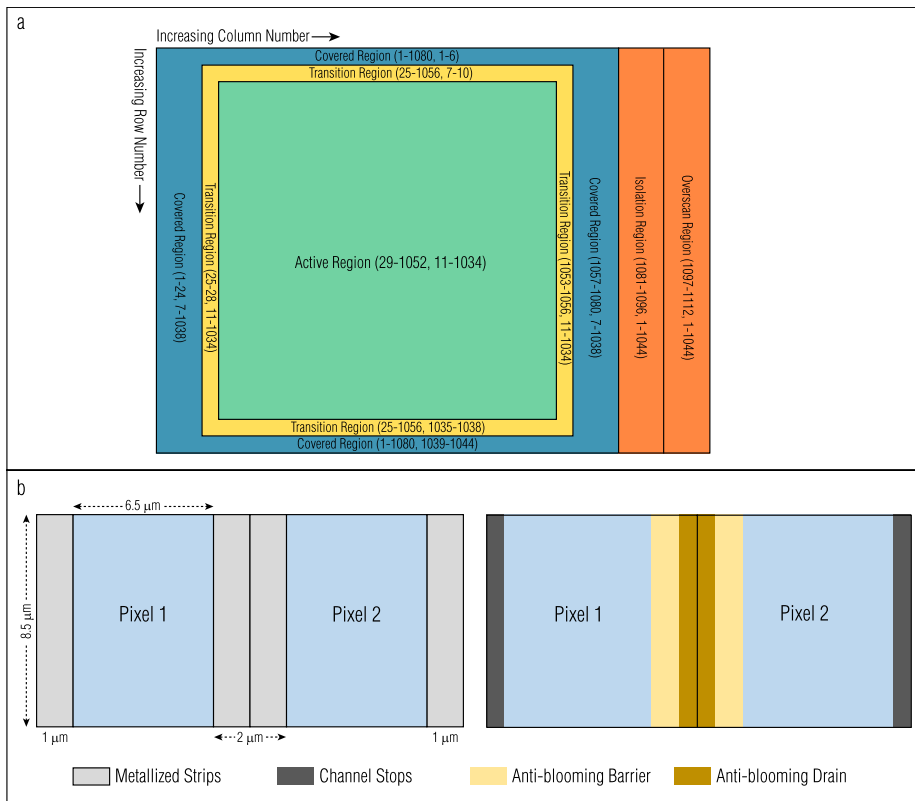 a
Increasing Column Number
Increasing Row Number
Covered Region (1-1080, 1-6)
Transition Region (25-1056, 7-10)
Covered Region (1-24, 7-1038)
Transition Region (25-28, 11-1034)
Active Region (29-1052, 11-1034)
Transition Region (1053-1056, 11-1034)
Covered Region (1057-1080, 7-1038)
Isolation Region (1081-1096, 1-1044)
Overscan Region (1097-1112, 1-1044)
Transition Region (25-1056, 1035-1038)
Covered Region (1-1080, 1039-1044)
b
6.5 μm
8.5 μm
Pixel 1
Pixel 2
1 μm
2 μm
1 μm
Pixel 1
Pixel 2
Metallized Strips
Channel Stops
Anti-blooming Barrier
Anti-blooming Drain